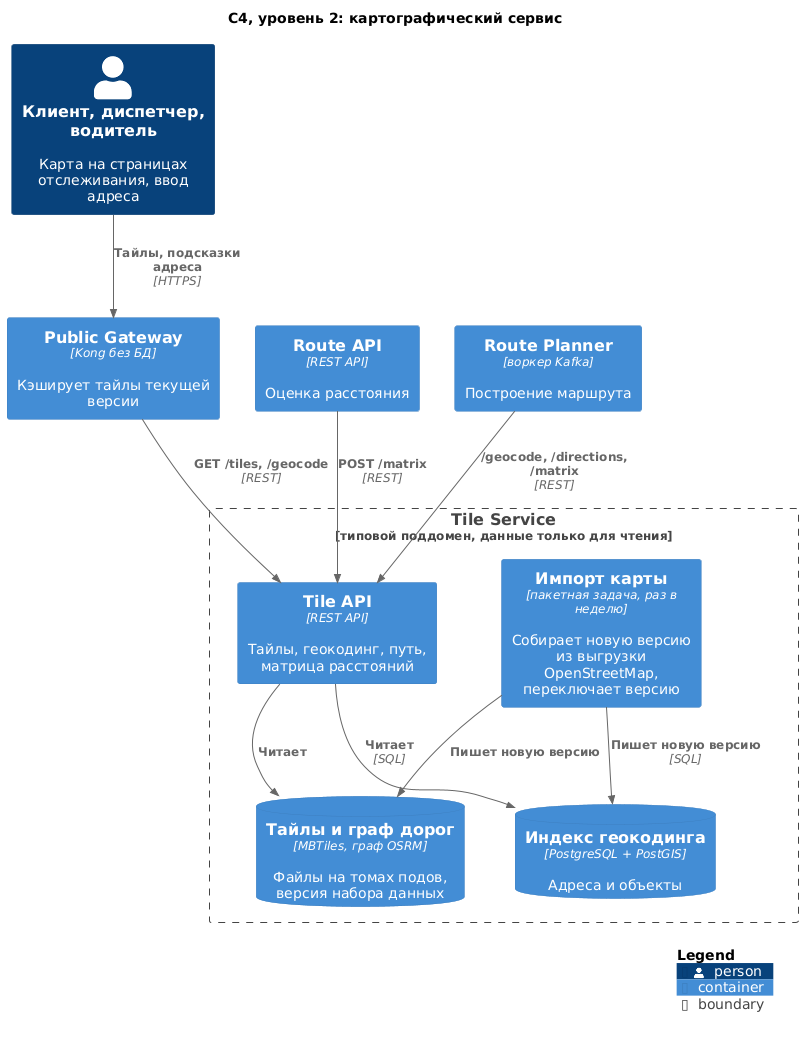 C4, уровень 2: картографический сервис
Клиент, диспетчер,
водитель
Карта на страницах
отслеживания, ввод
адреса
Тайлы, подсказки
адреса
[HTTPS]
Public Gateway
[Kong без БД]
Кэширует тайлы текущей
версии
Route API
[REST API]
Оценка расстояния
Route Planner
[воркер Kafka]
Построение маршрута
GET /tiles, /geocode
[REST]
POST /matrix
[REST]
/geocode, /directions,
/matrix
[REST]
Tile Service
[типовой поддомен, данные только для чтения]
Tile API
[REST API]
Тайлы, геокодинг, путь,
матрица расстояний
Импорт карты
[пакетная задача, раз в
неделю]
Собирает новую версию
из выгрузки
OpenStreetMap,
переключает версию
Читает
Читает
[SQL]
Пишет новую версию
Пишет новую версию
[SQL]
Тайлы и граф дорог
[MBTiles, граф OSRM]
Файлы на томах подов,
версия набора данных
Индекс геокодинга
[PostgreSQL + PostGIS]
Адреса и объекты
Legend
person
container
boundary